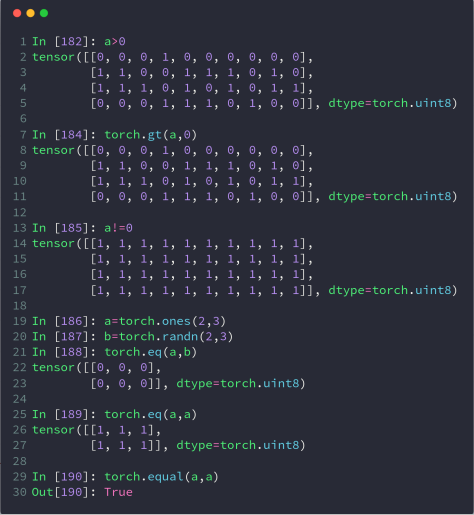 1 In [182]: a>0
2 tensor([[0, 0, 0, 1, 0, 0, 0, 0, 0, 0],
3 [1, 1, 0, 0, 1, 1, 1, 0, 1, 0],
4 [1, 1, 1, 0, 1, 0, 1, 0, 1, 1],
5 [0, 0, 0, 1, 1, 1, 0, 1, 0, 0]], dtype=torch.uint8)
6
7 In [184]: torch.gt(a,0)
8 tensor([[0, 0, 0, 1, 0, 0, 0, 0, 0, 0],
9 [1, 1, 0, 0, 1, 1, 1, 0, 1, 0],
10 [1, 1, 1, 0, 1, 0, 1, 0, 1, 1],
11 [0, 0, 0, 1, 1, 1, 0, 1, 0, 0]], dtype=torch.uint8)
12
13 In [185]: a!=0
14 tensor([[1, 1, 1, 1, 1, 1, 1, 1, 1, 1],
15 [1, 1, 1, 1, 1, 1, 1, 1, 1, 1],
16 [1, 1, 1, 1, 1, 1, 1, 1, 1, 1],
17 [1, 1, 1, 1, 1, 1, 1, 1, 1, 1]], dtype=torch.uint8)
18
19 In [186]: a=torch.ones(2,3)
20 In [187]: b=torch.randn(2,3)
21 In [188]: torch.eq(a,b)
22 tensor([[0, 0, 0],
23 [0, 0, 0]], dtype=torch.uint8)
24
25 In [189]: torch.eq(a,a)
26 tensor([[1, 1, 1],
27 [1, 1, 1]], dtype=torch.uint8)
28
29 In [190]: torch.equal(a,a)
30 Out[190]: True